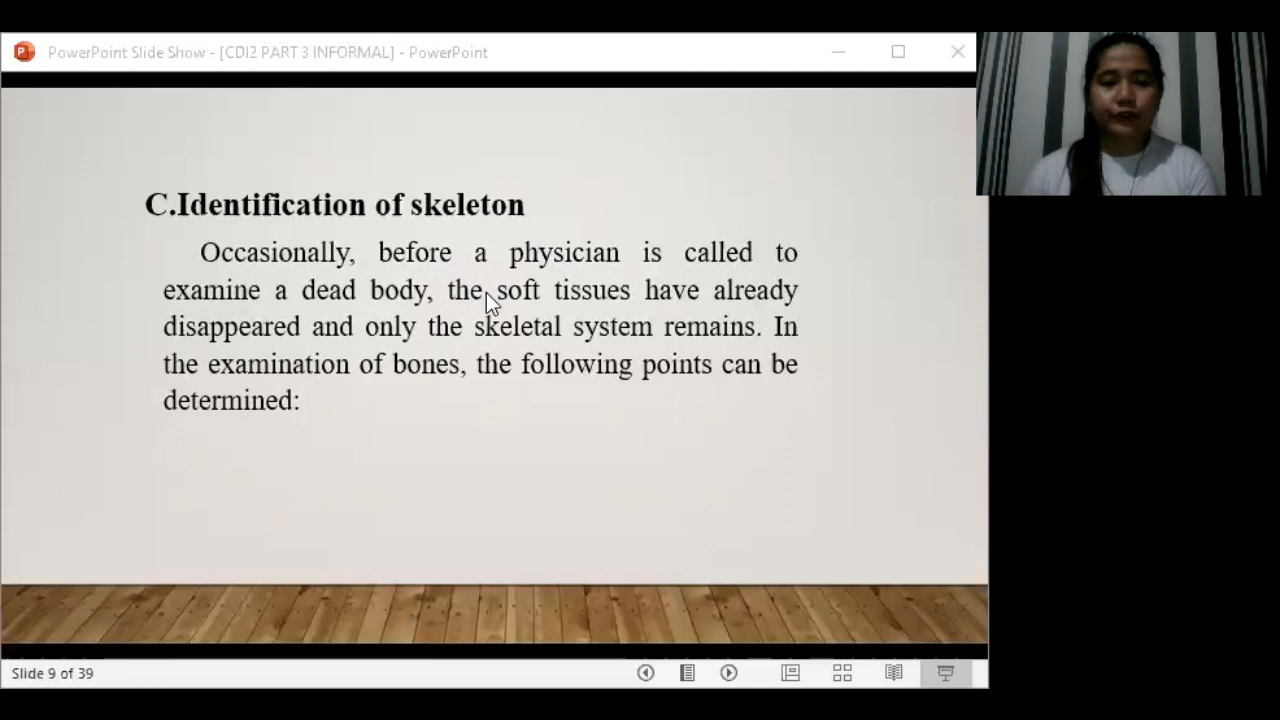 PowerPoint Slide Show - [CDI2 PART 3 INFORMAL] - PowerPoint
C.Identification of skeleton
Occasionally, before a physician is called to
examine a dead body, the soft tissues have already
disappeared and only the skeletal system remains. In
the examination of bones, the following points can be
determined:
Slide 9 of 39